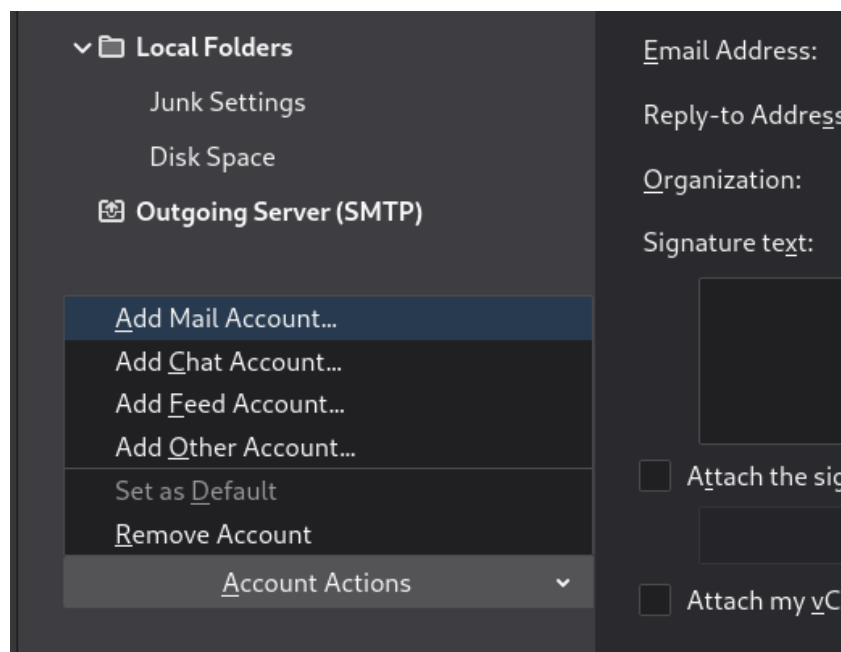 Local Folders
Junk Settings
Disk Space
Outgoing Server (SMTP)
Add Mail Account...
Add Chat Account...
Add Feed Account...
Add Other Account...
Set as Default
Remove Account
Account Actions
Email Address:
Reply-to Address
Organization:
Signature text:
Attach the sig
Attach my vC